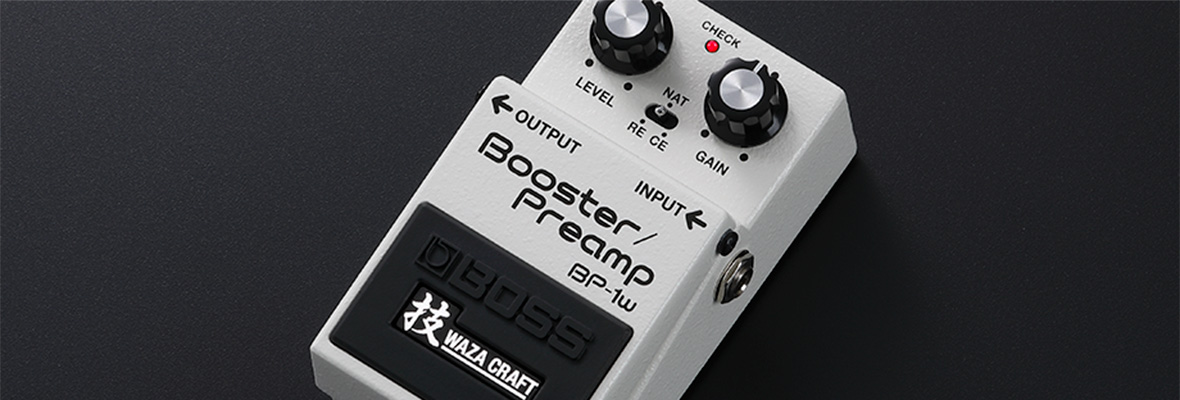 CHECK
LEVEL
NAT
RE
CE
GAIN
OUTPUT
INPUT
Booster/
Preamp
BP-1w
BOSS
技 WAZA CRAFT